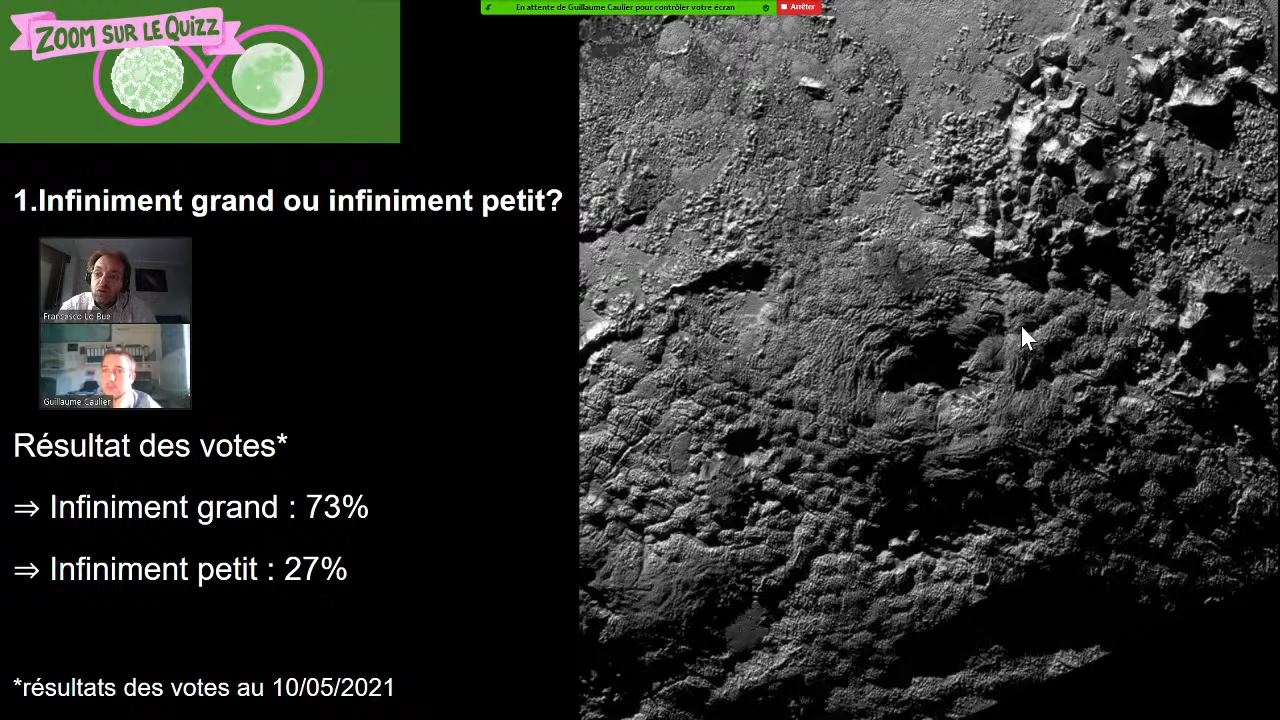 En attente de Guillaume Caulier pour contrôler votre écran
Arrêter
ZOOM SUR LE QUIZZ
1.Infiniment grand ou infiniment petit?
Francesco Lo Bue
Guillaume Caulier
Résultat des votes*
⇒ Infiniment grand : 73%
⇒ Infiniment petit : 27%
*résultats des votes au 10/05/2021